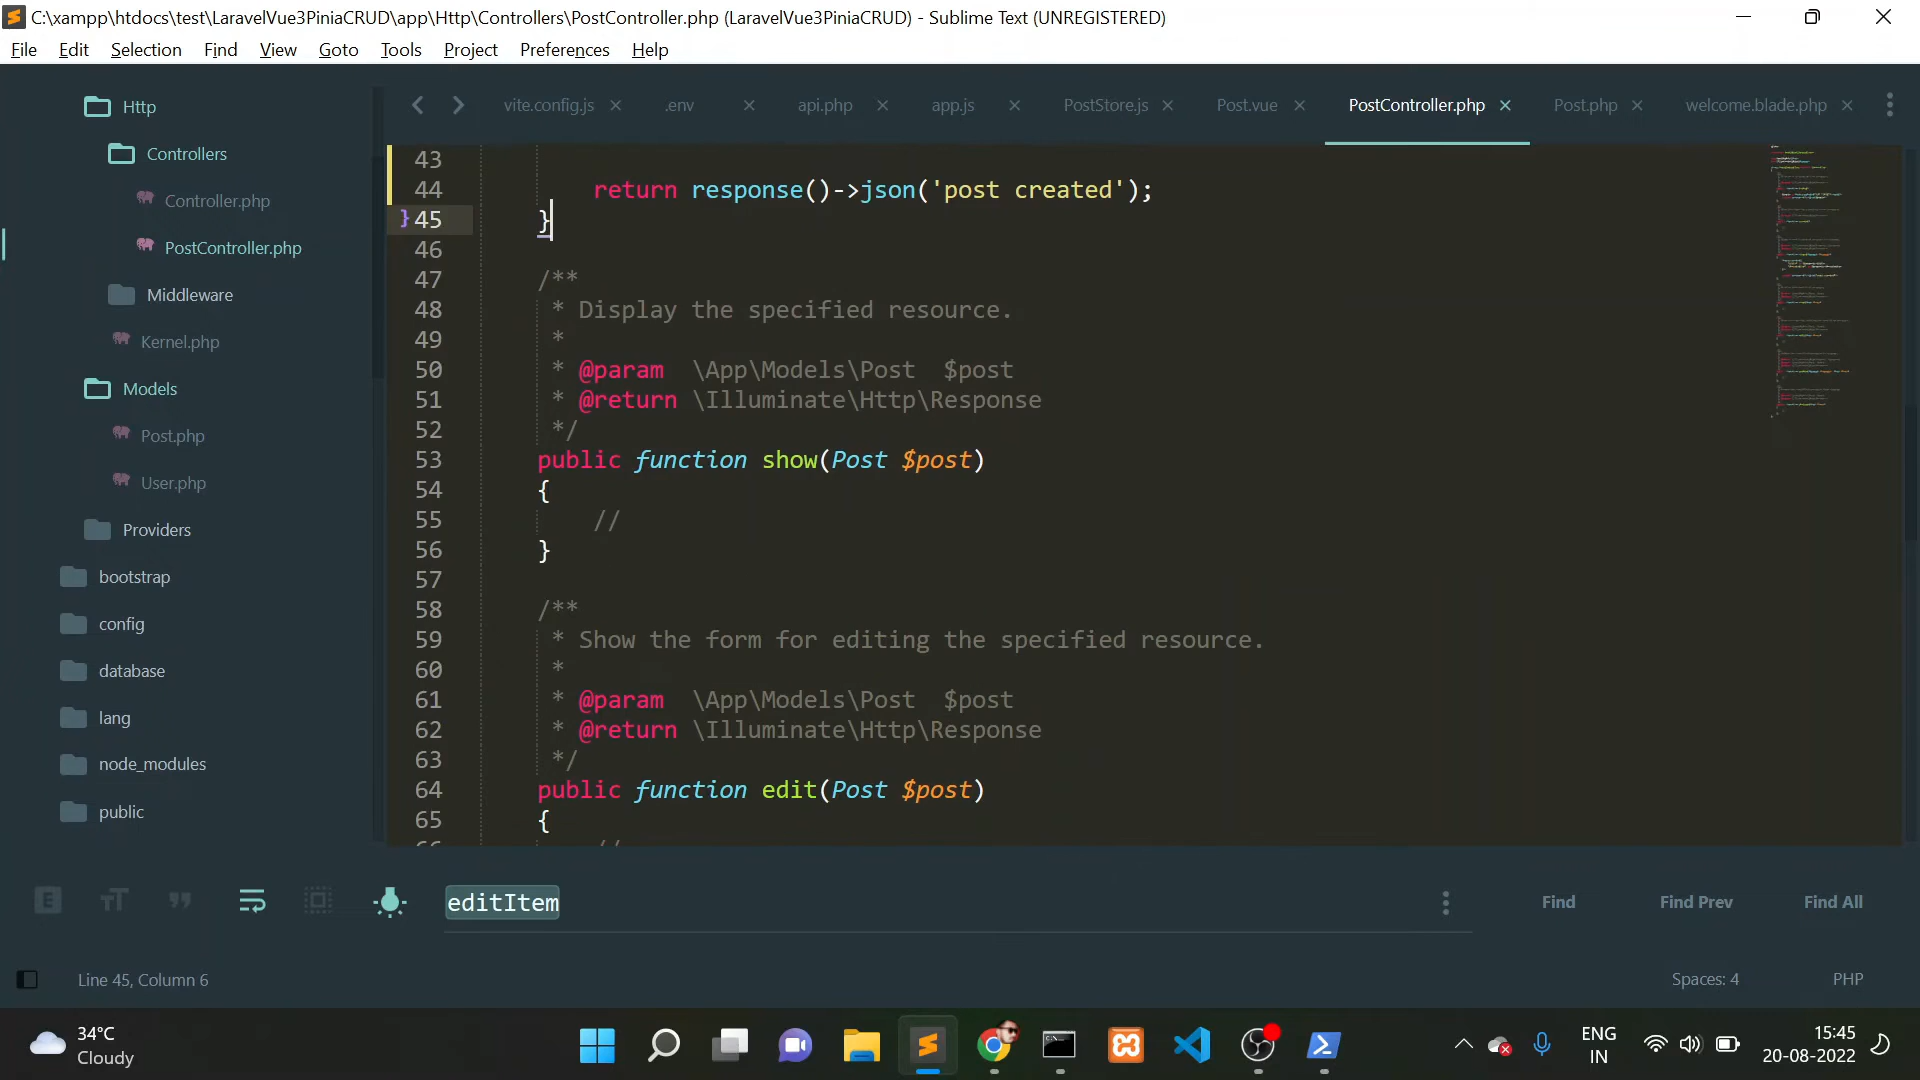 C:\xampp\htdocs\test\LaravelVue3PiniaCRUD\app\Http\Controllers\PostController.php (LaravelVue3PiniaCRUD) - Sublime Text (UNREGISTERED)
File Edit Selection Find View Goto Tools Project Preferences Help
Http
Controllers
Controller.php
PostController.php
Middleware
Kernel.php
Models
Post.php
User.php
Providers
bootstrap
config
database
lang
node_modules
public
vite.config.js .env api.php app.js PostStore.js Post.vue PostController.php Post.php welcome.blade.php
43
44 return response()->json('post created');
}45 }
46
47 /**
48 * Display the specified resource.
49 *
50 * @param \App\Models\Post $post
51 * @return \Illuminate\Http\Response
52 */
53 public function show(Post $post)
54 {
55 //
56 }
57
58 /**
59 * Show the form for editing the specified resource.
60 *
61 * @param \App\Models\Post $post
62 * @return \Illuminate\Http\Response
63 */
64 public function edit(Post $post)
65 {
editItem Find Find Prev Find All
Line 45, Column 6 Spaces: 4 PHP
34°C
Cloudy
ENG
IN
15:45
20-08-2022